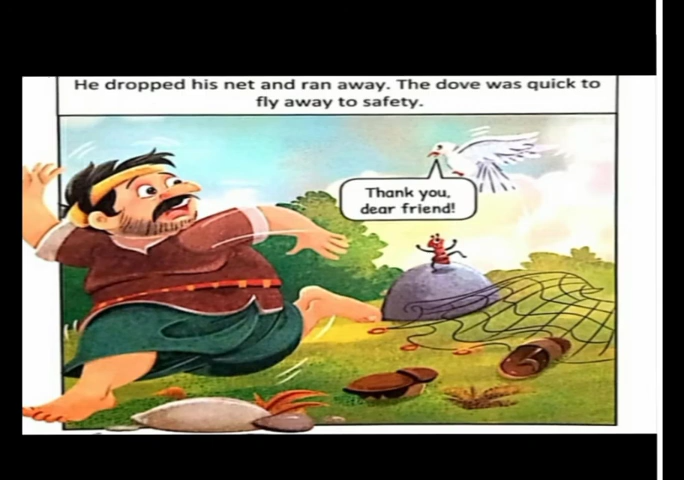 He dropped his net and ran away. The dove was quick to
fly away to safety.
Thank you,
dear friend!